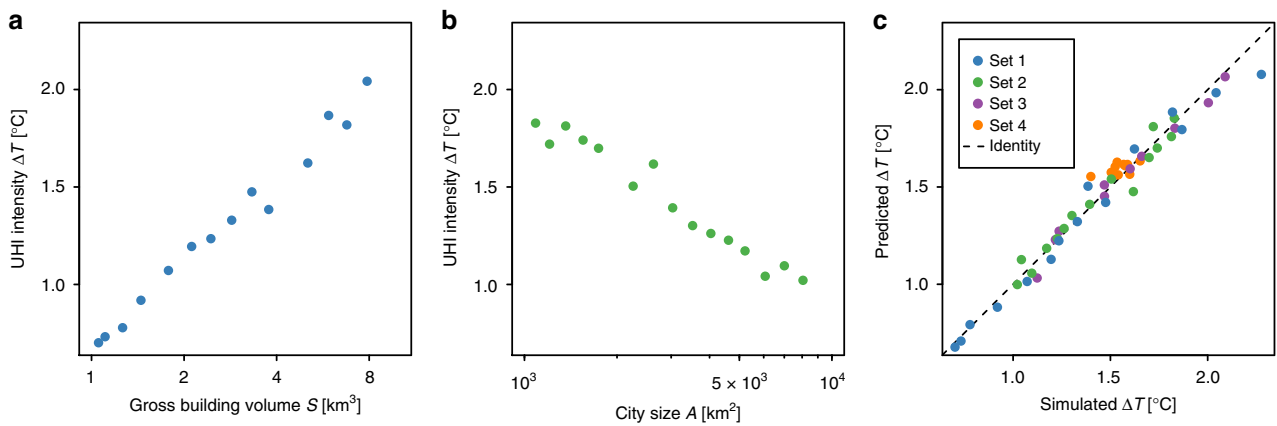 a
UHI intensity ΔT [°C]
2.0
1.5
1.0
1 2 4 8
Gross building volume S [km³]
b
UHI intensity ΔT [°C]
2.0
1.5
1.0
10³ 5 × 10³ 10⁴
City size A [km²]
c
Predicted ΔT [°C]
2.0
1.5
1.0
Set 1
Set 2
Set 3
Set 4
Identity
1.0 1.5 2.0
Simulated ΔT [°C]